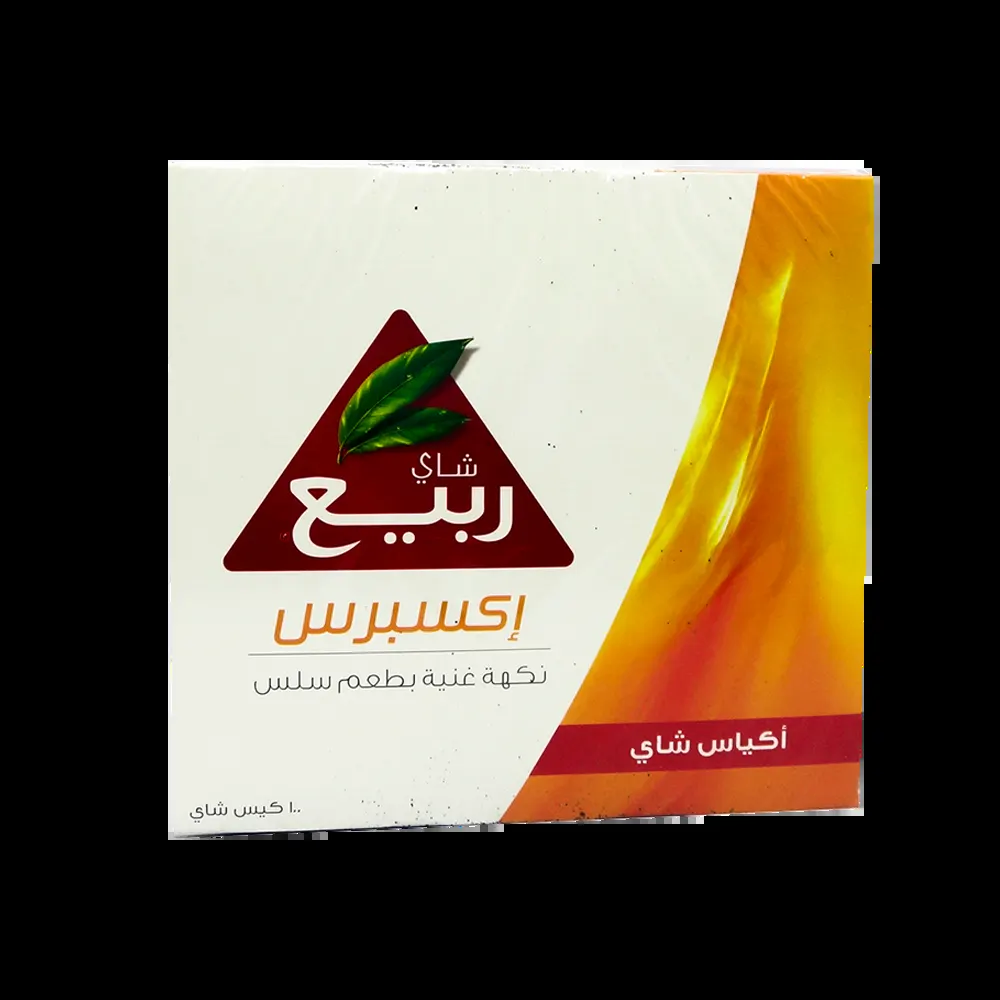 شاي
ربيع
إكسبرس
نكهة غنية بطعم سلس
أكياس شاي
١٠٠ كيس شاي